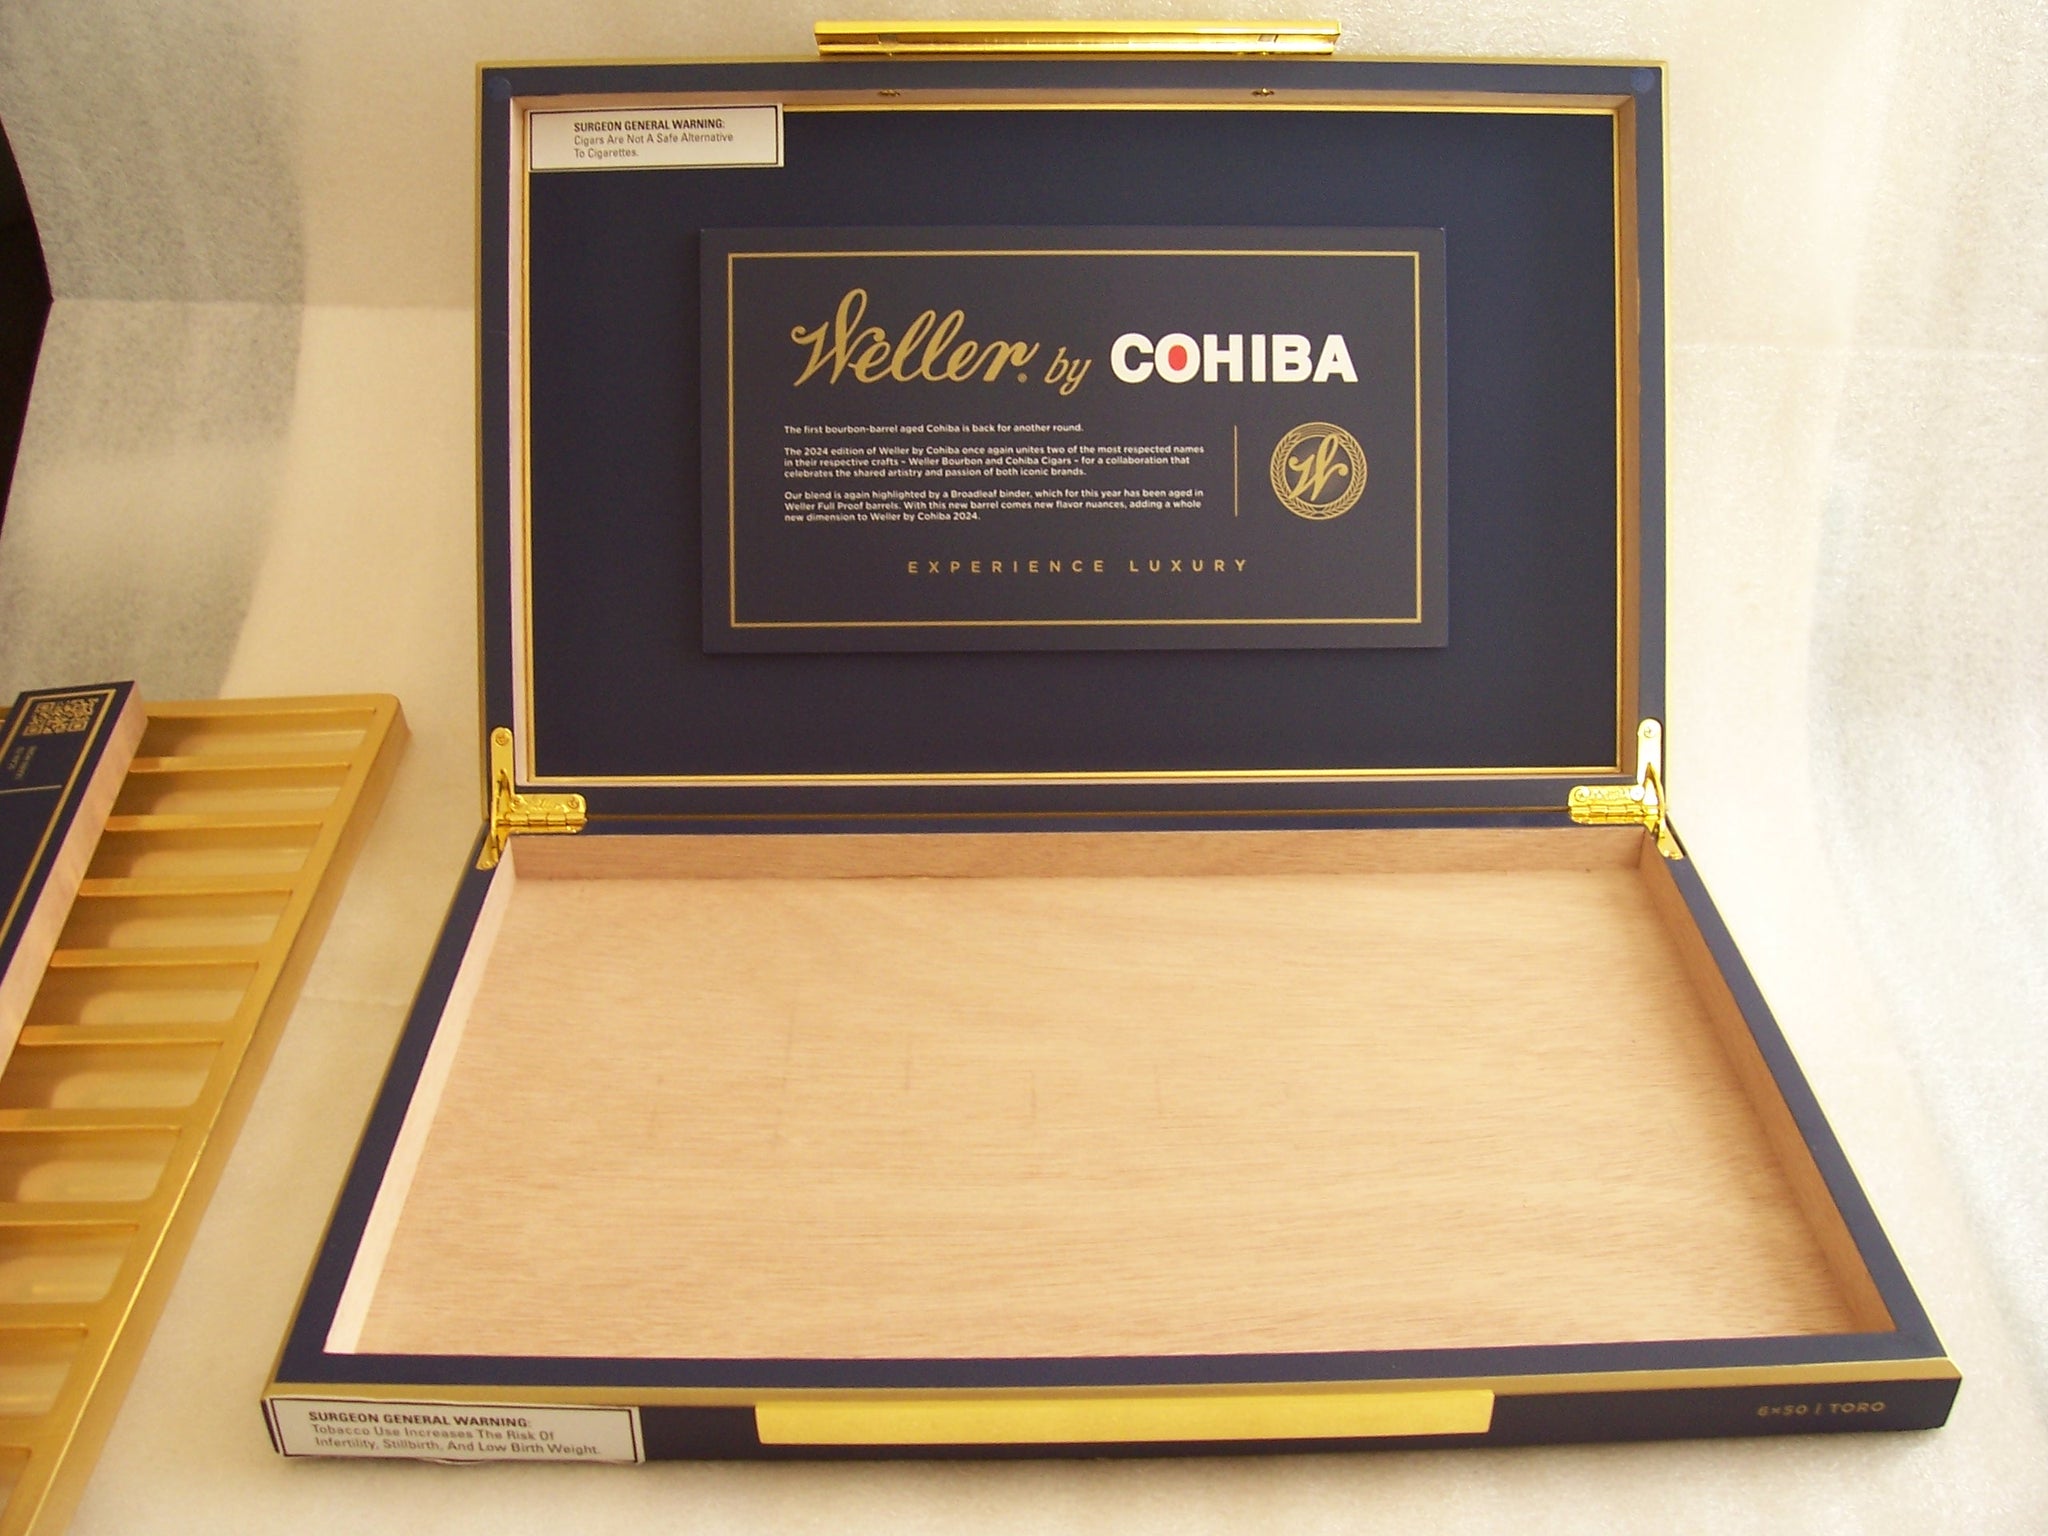 SURGEON GENERAL WARNING:
Cigars Are Not A Safe Alternative
To Cigarettes.
Weller® by COHIBA
The first bourbon-barrel aged Cohiba is back for another round.
The 2024 edition of Weller by Cohiba once again unites two of the most respected names
in their respective crafts – Weller Bourbon and Cohiba Cigars – for a collaboration that
celebrates the shared artistry and passion of both iconic brands.
Our blend is again highlighted by a Broadleaf binder, which for this year has been aged in
Weller Full Proof barrels. With this new barrel comes new flavor nuances, adding a whole
new dimension to Weller by Cohiba 2024.
W
EXPERIENCE LUXURY
SURGEON GENERAL WARNING:
Tobacco Use Increases The Risk Of
Infertility, Stillbirth, And Low Birth Weight.
6×50 | TORO